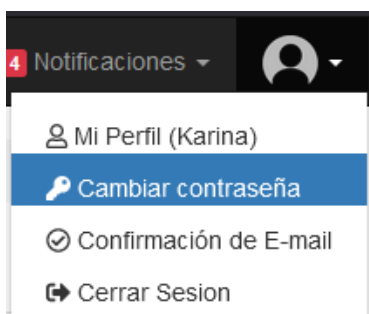 4 Notificaciones
Mi Perfil (Karina)
Cambiar contraseña
Confirmación de E-mail
Cerrar Sesion